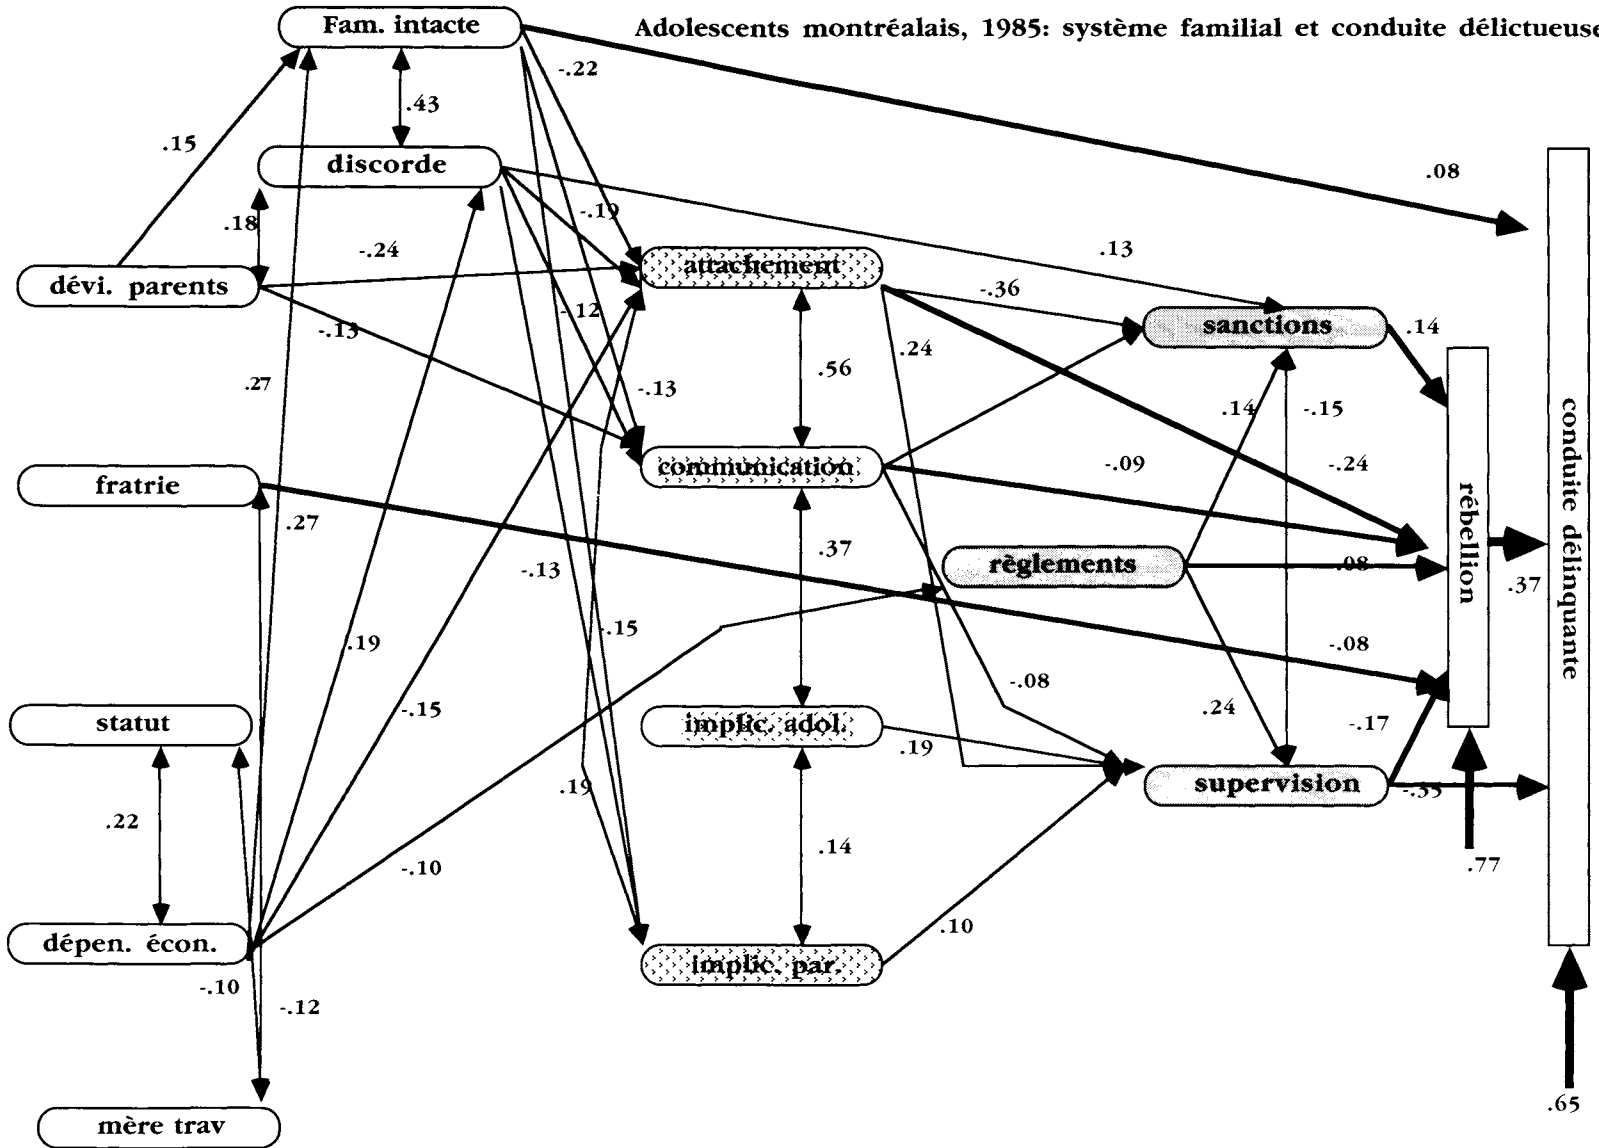 Adolescents montréalais, 1985: système familial et conduite délictueuse
Fam. intacte
-.22
.43
.15
discorde
.08
.18
-.19
-.24
.13
attachement
dévi. parents
-.36
-.12
sanctions
.14
-.13
.24
.56
.27
-.13
.14
-.15
communication
-.09
-.24
fratrie
.27
.37
-.13
règlements
.08
.37
rébellion
conduite délinquante
.19
-.15
-.08
-.08
-.15
.24
-.17
statut
implic. adol.
.19
supervision
-.35
.19
.22
.14
-.10
.77
.10
dépen. écon.
implic. par.
-.10
-.12
.65
mère trav